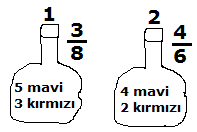 1
3/8
5 mavi
3 kırmızı
2
4/6
4 mavi
2 kırmızı